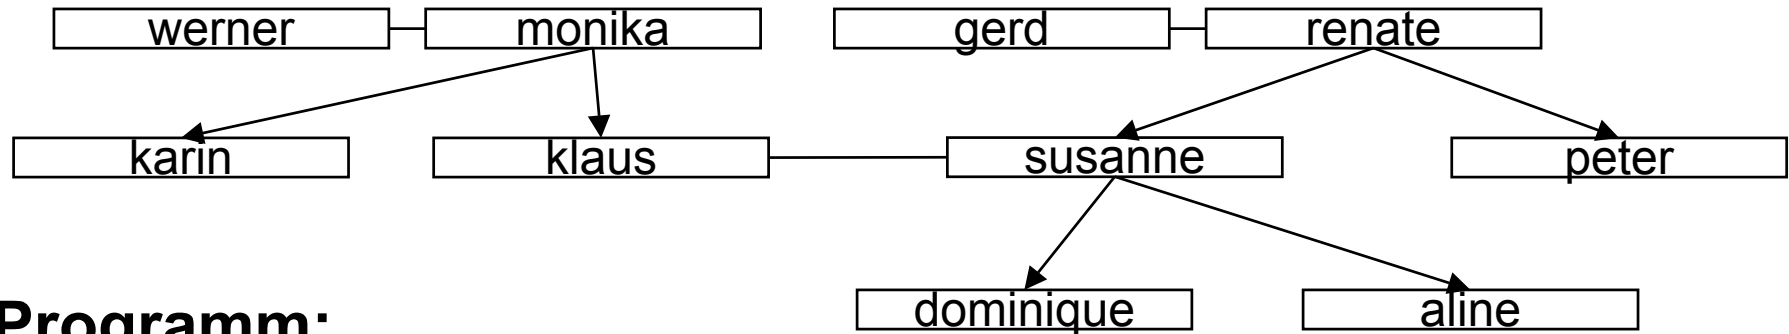 werner monika gerd renate
karin klaus susanne peter
dominique aline
Programm: